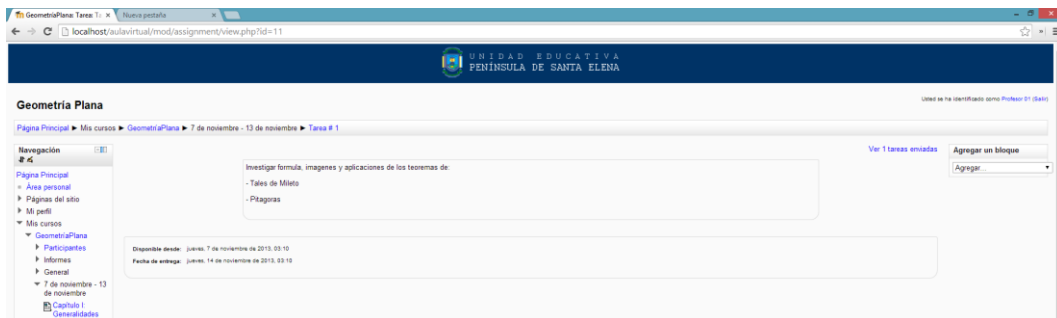 GeometríaPlana: Tarea: Ta
Nueva pestaña
localhost/aulavirtual/mod/assignment/view.php?id=11
UNIDAD EDUCATIVA
PENÍNSULA DE SANTA ELENA
Geometría Plana
Usted se ha identificado como Profesor 01 (Salir)
Página Principal ► Mis cursos ► GeometríaPlana ► 7 de noviembre - 13 de noviembre ► Tarea # 1
Navegación
Página Principal
Área personal
Páginas del sitio
Mi perfil
Mis cursos
GeometríaPlana
Participantes
Informes
General
7 de noviembre - 13
de noviembre
Capítulo I:
Generalidades
Ver 1 tareas enviadas
Investigar formula, imagenes y aplicaciones de los teoremas de:
- Tales de Mileto
- Pitagoras
Disponible desde: jueves, 7 de noviembre de 2013, 03:10
Fecha de entrega: jueves, 14 de noviembre de 2013, 03:10
Agregar un bloque
Agregar...